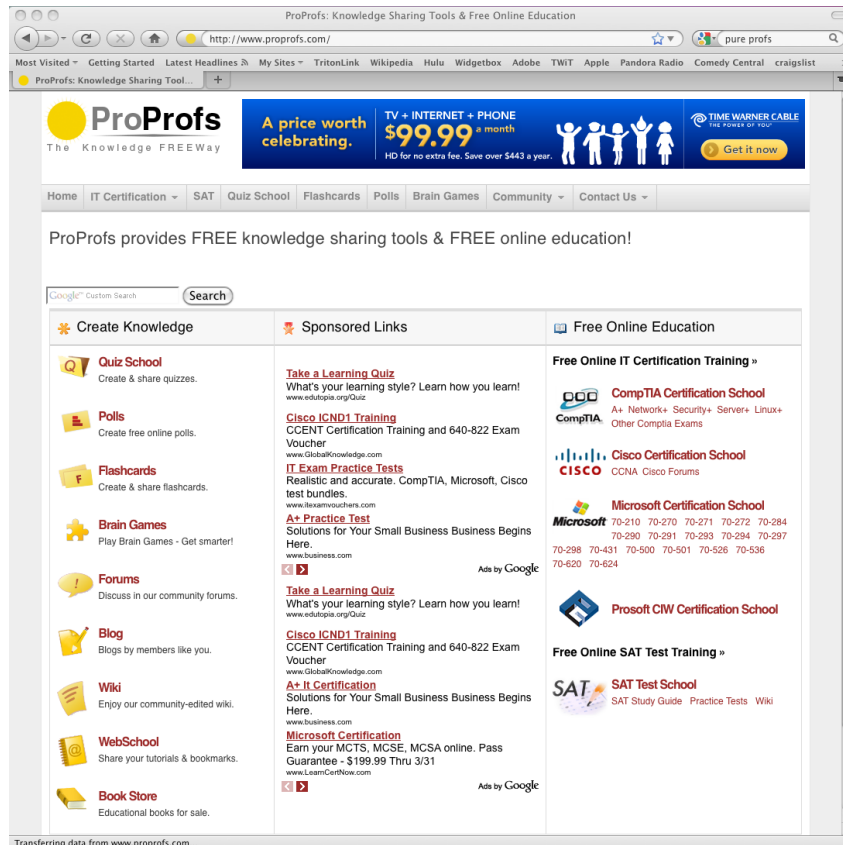 ProProfs: Knowledge Sharing Tools & Free Online Education
http://www.proprofs.com/
pure profs
Most Visited Getting Started Latest Headlines My Sites TritonLink Wikipedia Hulu Widgetbox Adobe TWiT Apple Pandora Radio Comedy Central craigslist
ProProfs: Knowledge Sharing Tool... +
ProProfs
The Knowledge FREEWay
A price worth
celebrating.
TV + INTERNET + PHONE
$99.99 a month
HD for no extra fee. Save over $443 a year.
TIME WARNER CABLE
THE POWER OF YOU™
Get it now
Home IT Certification SAT Quiz School Flashcards Polls Brain Games Community Contact Us
ProProfs provides FREE knowledge sharing tools & FREE online education!
Google™ Custom Search Search
Create Knowledge
Quiz School
Create & share quizzes.
Polls
Create free online polls.
F
Flashcards
Create & share flashcards.
Brain Games
Play Brain Games - Get smarter!
Forums
Discuss in our community forums.
Blog
Blogs by members like you.
Wiki
Enjoy our community-edited wiki.
@
WebSchool
Share your tutorials & bookmarks.
Book Store
Educational books for sale.
Sponsored Links
Take a Learning Quiz
What's your learning style? Learn how you learn!
www.edutopia.org/Quiz
Cisco ICND1 Training
CCENT Certification Training and 640-822 Exam
Voucher
www.GlobalKnowledge.com
IT Exam Practice Tests
Realistic and accurate. CompTIA, Microsoft, Cisco
test bundles.
www.itexamvouchers.com
A+ Practice Test
Solutions for Your Small Business Business Begins
Here.
www.business.com
Ads by Google
Take a Learning Quiz
What's your learning style? Learn how you learn!
www.edutopia.org/Quiz
Cisco ICND1 Training
CCENT Certification Training and 640-822 Exam
Voucher
www.GlobalKnowledge.com
A+ It Certification
Solutions for Your Small Business Business Begins
Here.
www.business.com
Microsoft Certification
Earn your MCTS, MCSE, MCSA online. Pass
Guarantee - $199.99 Thru 3/31
www.LearnCertNow.com
Ads by Google
Free Online Education
Free Online IT Certification Training »
CompTIA.
CompTIA Certification School
A+ Network+ Security+ Server+ Linux+
Other Comptia Exams
CISCO
Cisco Certification School
CCNA Cisco Forums
Microsoft
Microsoft Certification School
70-210 70-270 70-271 70-272 70-284
70-290 70-291 70-293 70-294 70-297
70-298 70-431 70-500 70-501 70-526 70-536
70-620 70-624
Prosoft CIW Certification School
Free Online SAT Test Training »
SAT
SAT Test School
SAT Study Guide Practice Tests Wiki
Transferring data from www.proprofs.com